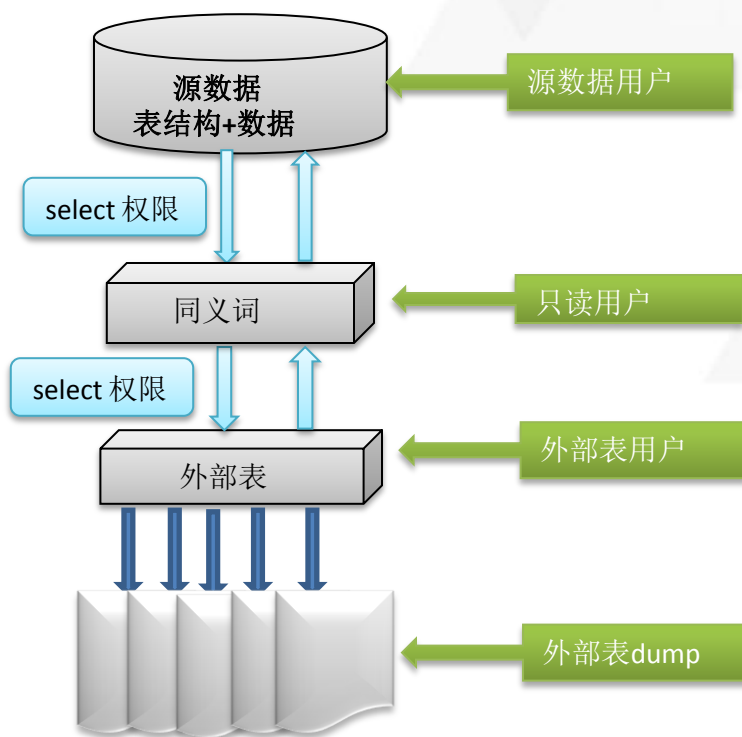 源数据
表结构+数据
源数据用户
select 权限
同义词
只读用户
select 权限
外部表
外部表用户
外部表dump